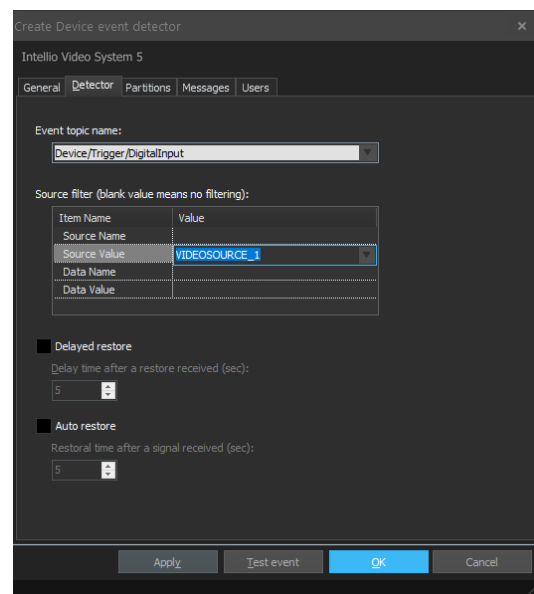 Create Device event detector
Intellio Video System 5
General Detector Partitions Messages Users
Event topic name:
Device/Trigger/DigitalInput
Source filter (blank value means no filtering):
Item Name Value
Source Name
Source Value VIDEOSOURCE_1
Data Name
Data Value
Delayed restore
Delay time after a restore received (sec):
5
Auto restore
Restoral time after a signal received (sec):
5
Apply Test event OK Cancel